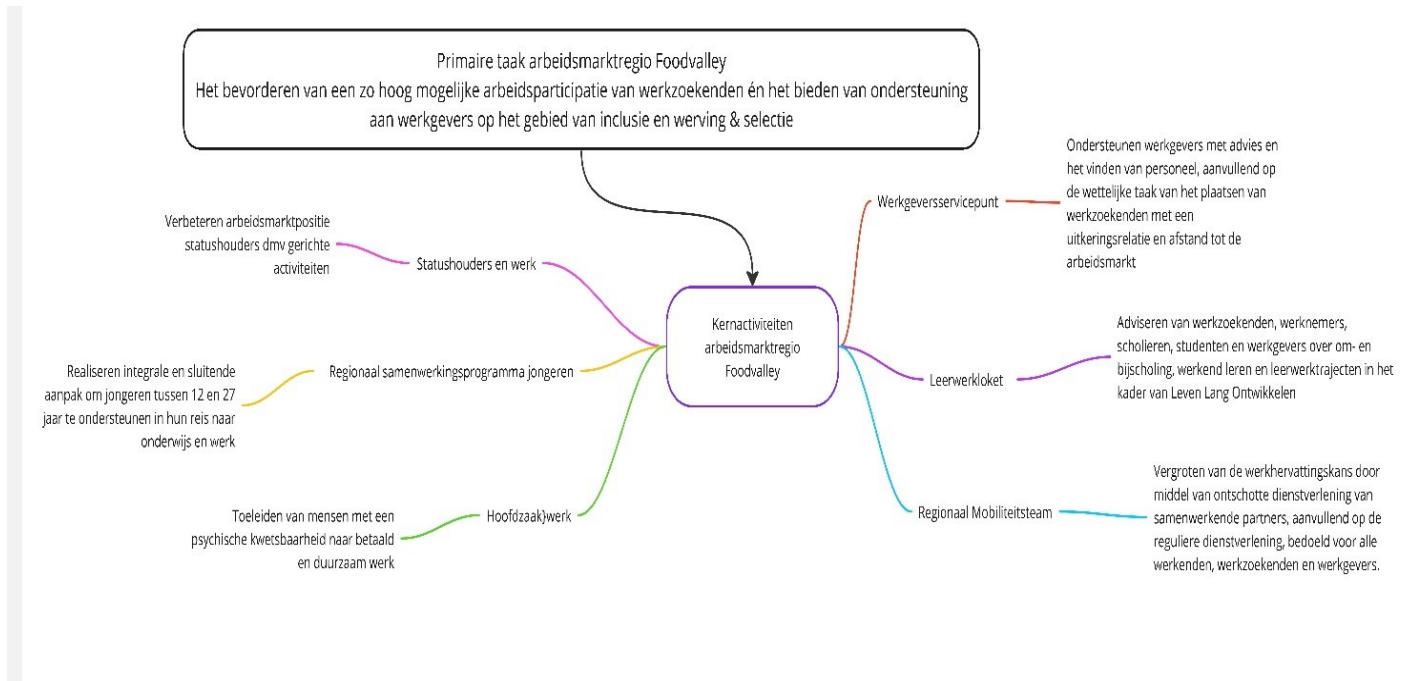 Primaire taak arbeidsmarktregio Foodvalley
Het bevorderen van een zo hoog mogelijke arbeidsparticipatie van werkzoekenden én het bieden van ondersteuning
aan werkgevers op het gebied van inclusie en werving & selectie
Kernactiviteiten
arbeidsmarktregio
Foodvalley
Statushouders en werk
Verbeteren arbeidsmarktpositie
statushouders dmv gerichte
activiteiten
Regionaal samenwerkingsprogramma jongeren
Realiseren integrale en sluitende
aanpak om jongeren tussen 12 en 27
jaar te ondersteunen in hun reis naar
onderwijs en werk
Hoofdzaak}werk
Toeleiden van mensen met een
psychische kwetsbaarheid naar betaald
en duurzaam werk
Werkgeversservicepunt
Ondersteunen werkgevers met advies en
het vinden van personeel, aanvullend op
de wettelijke taak van het plaatsen van
werkzoekenden met een
uitkeringsrelatie en afstand tot de
arbeidsmarkt
Leerwerkloket
Adviseren van werkzoekenden, werknemers,
scholieren, studenten en werkgevers over om- en
bijscholing, werkend leren en leerwerktrajecten in het
kader van Leven Lang Ontwikkelen
Regionaal Mobiliteitsteam
Vergroten van de werkhervattingskans door
middel van ontschotte dienstverlening van
samenwerkende partners, aanvullend op de
reguliere dienstverlening, bedoeld voor alle
werkenden, werkzoekenden en werkgevers.